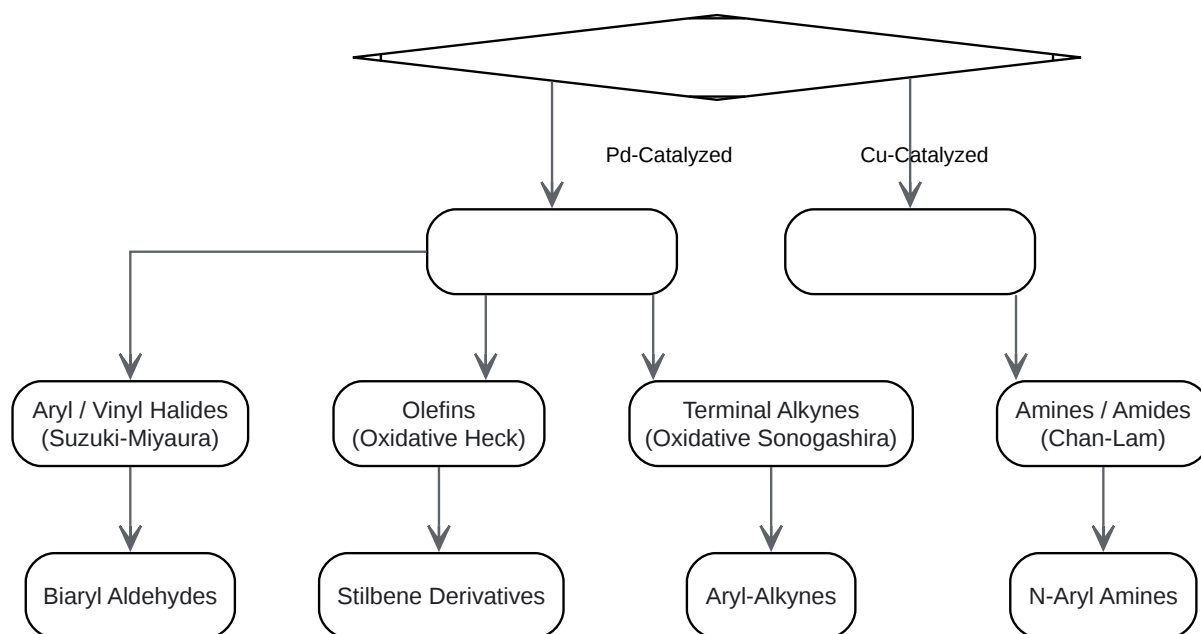 Pd-Catalyzed
Cu-Catalyzed
Aryl / Vinyl Halides
(Suzuki-Miyaura)
Olefins
(Oxidative Heck)
Terminal Alkynes
(Oxidative Sonogashira)
Amines / Amides
(Chan-Lam)
Biaryl Aldehydes
Stilbene Derivatives
Aryl-Alkynes
N-Aryl Amines